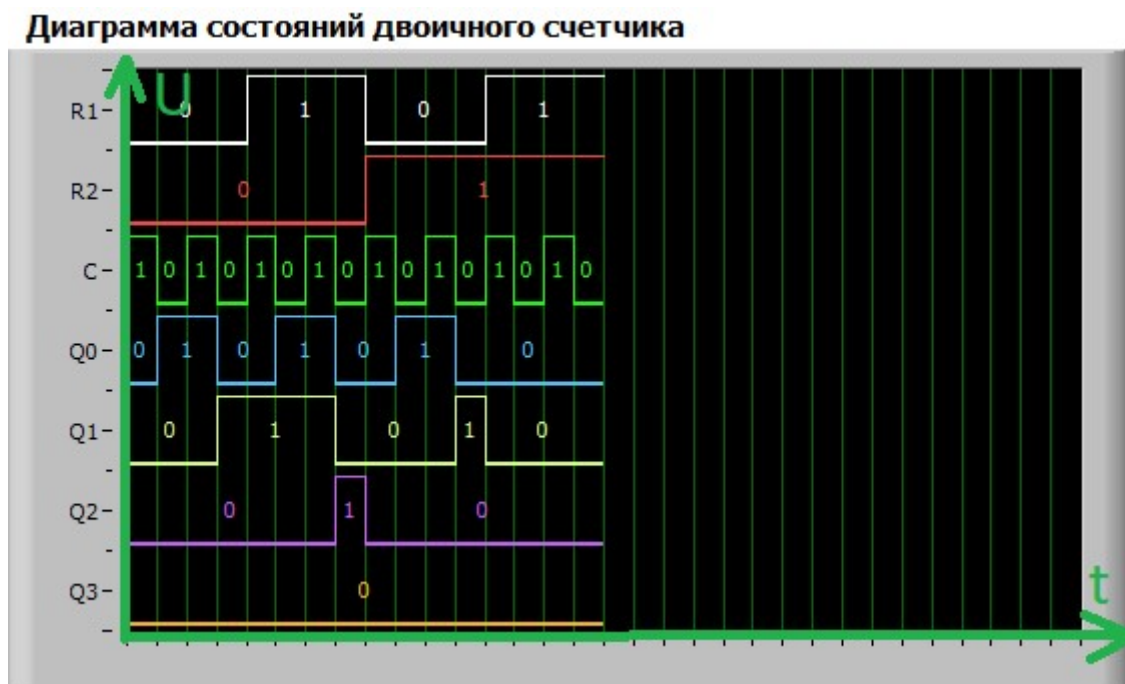 Диаграмма состояний двоичного счетчика
u
R1 0 1 0 1
R2 0 1
C 1 0 1 0 1 0 1 0 1 0 1 0 1 0 1 0
Q0 0 1 0 1 0 1 0
Q1 0 1 0 1 0
Q2 0 1 0
Q3 0
t